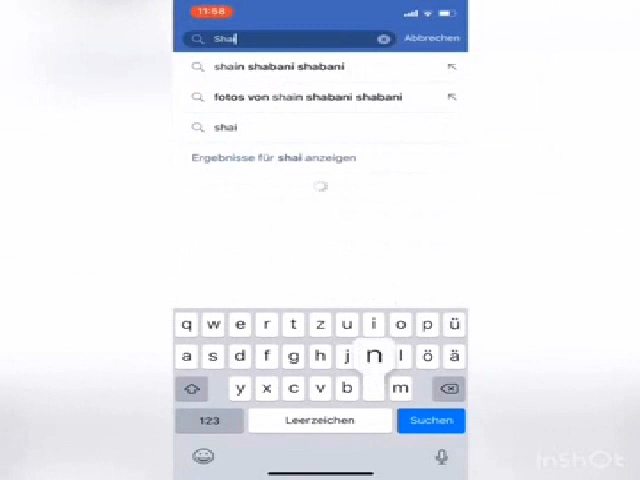 11:58
Shai
Abbrechen
shain shabani shabani
fotos von shain shabani shabani
shai
Ergebnisse für shai anzeigen
q w e r t z u i o p ü
a s d f g h j n l ö ä
y x c v b m
123 Leerzeichen Suchen
InShOt